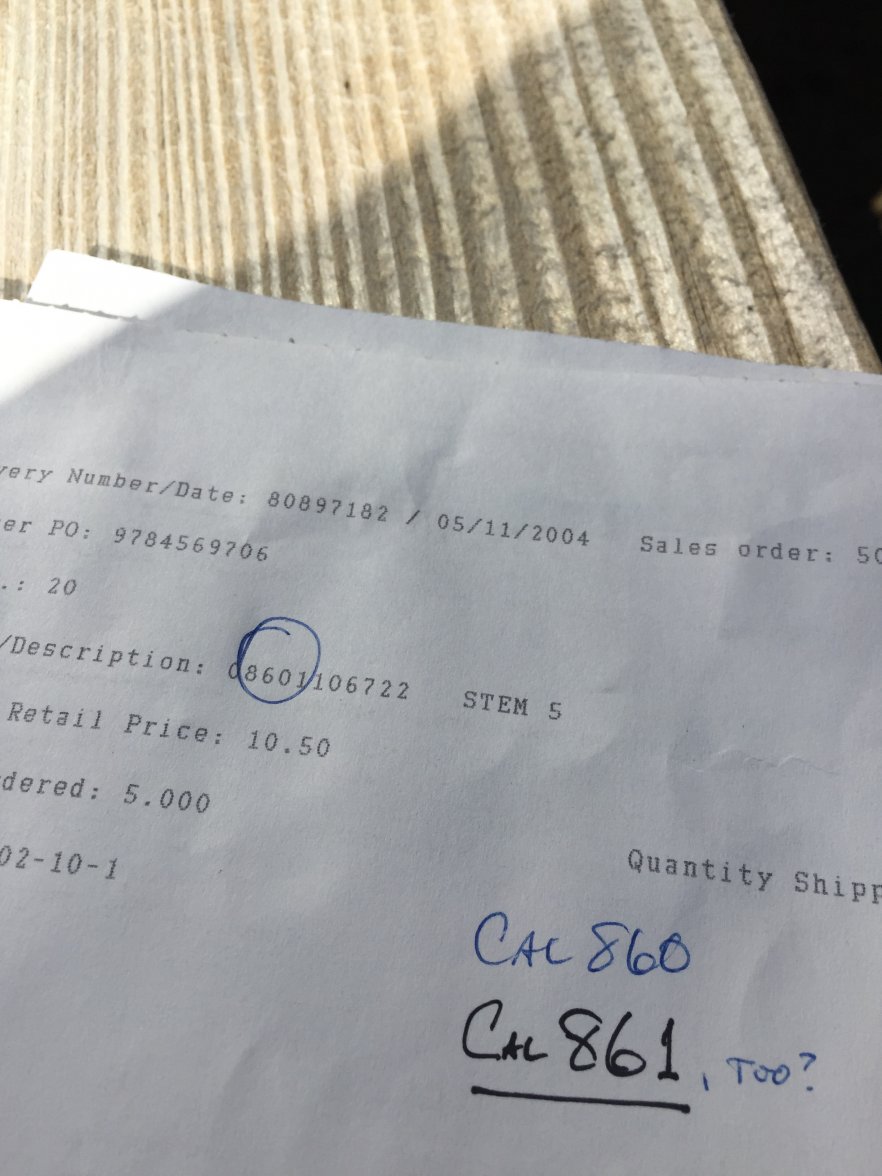 very Number/Date: 80897182 / 05/11/2004 Sales order: 50
er PO: 9784569706
.: 20
/Description: 08601106722 STEM 5
Retail Price: 10.50
dered: 5.000
02-10-1
Quantity Shipp
CAL 860
CAL 861, TOO?